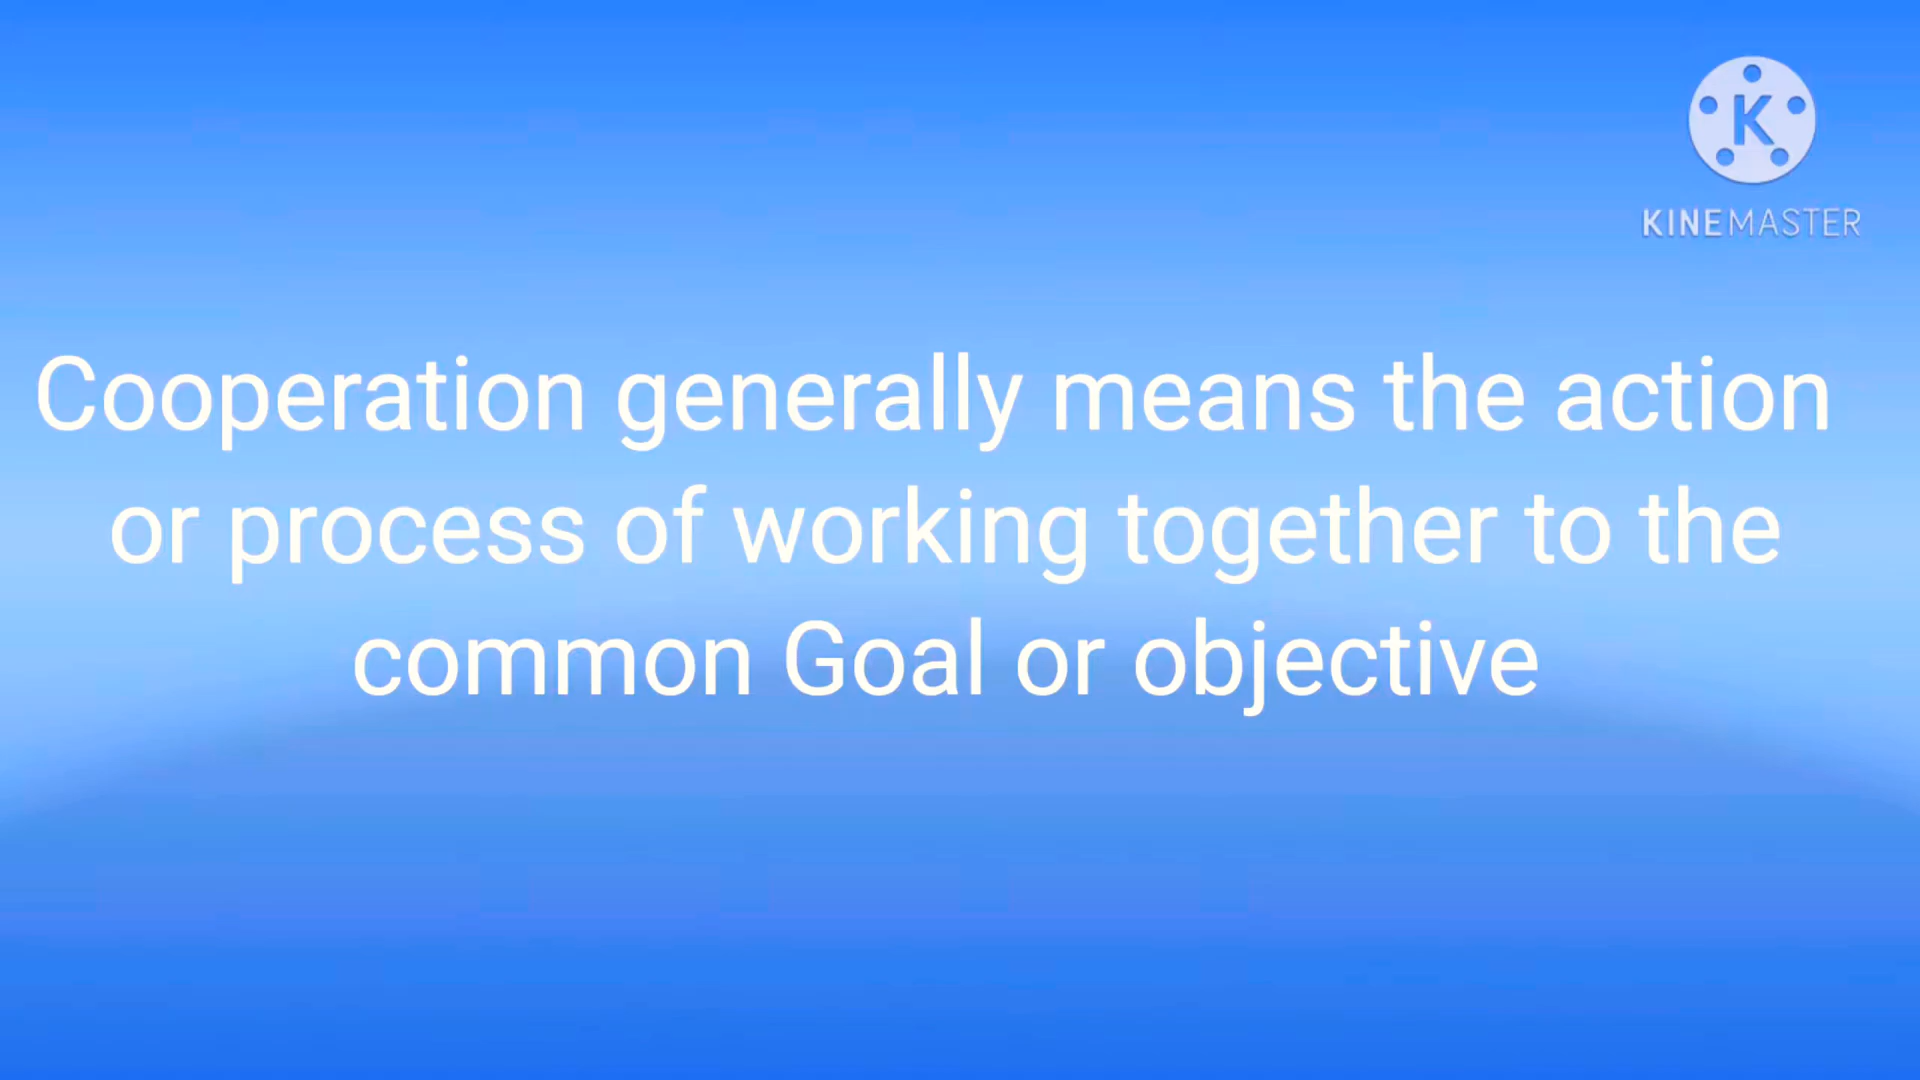 K
KINEMASTER
Cooperation generally means the action
or process of working together to the
common Goal or objective